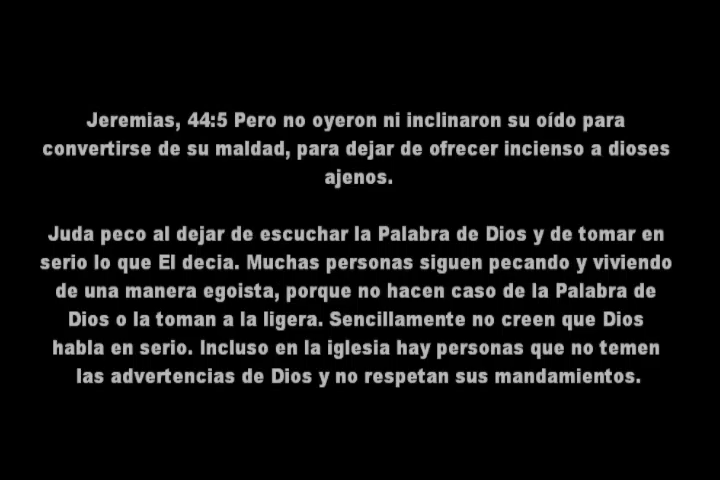 Jeremias, 44:5 Pero no oyeron ni inclinaron su oído para
convertirse de su maldad, para dejar de ofrecer incienso a dioses
ajenos.
Juda peco al dejar de escuchar la Palabra de Dios y de tomar en
serio lo que El decia. Muchas personas siguen pecando y viviendo
de una manera egoista, porque no hacen caso de la Palabra de
Dios o la toman a la ligera. Sencillamente no creen que Dios
habla en serio. Incluso en la iglesia hay personas que no temen
las advertencias de Dios y no respetan sus mandamientos.